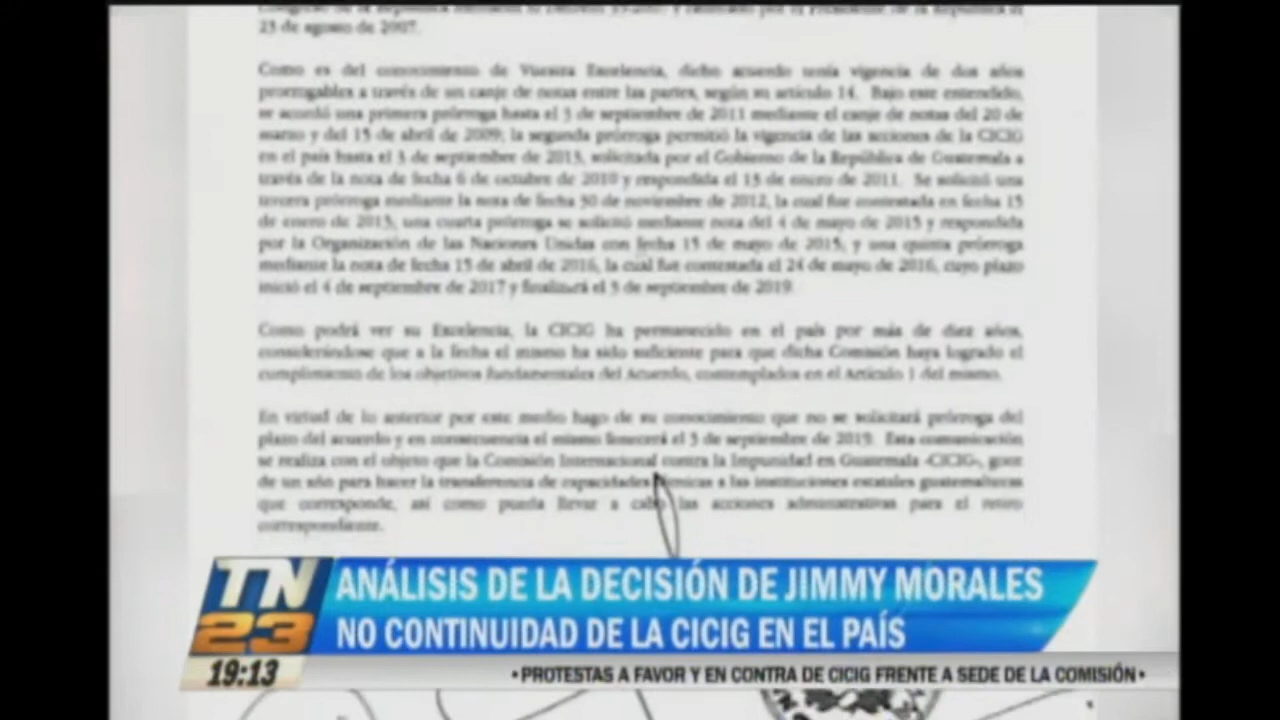 23 de agosto de 2007.
Como es del conocimiento de Vuestra Excelencia, dicho acuerdo tenía vigencia de dos años
prorrogables a través de un canje de notas entre las partes, según su artículo 14. Bajo este entendido,
se acordó una primera prórroga hasta el 3 de septiembre de 2011 mediante el canje de notas del 20 de
marzo y del 15 de abril de 2009; la segunda prórroga permitió la vigencia de las acciones de la CICIG
en el país hasta el 3 de septiembre de 2013, solicitada por el Gobierno de la República de Guatemala a
través de la nota de fecha 6 de octubre de 2010 y respondida el 13 de enero de 2011. Se solicitó una
tercera prórroga mediante la nota de fecha 30 de noviembre de 2012, la cual fue contestada en fecha 15
de enero de 2013; una cuarta prórroga se solicitó mediante nota del 4 de mayo de 2015 y respondida
por la Organización de las Naciones Unidas con fecha 15 de mayo de 2015; y una quinta prórroga
mediante la nota de fecha 15 de abril de 2016, la cual fue contestada el 24 de mayo de 2016, cuyo plazo
inició el 4 de septiembre de 2017 y finalizará el 3 de septiembre de 2019.
Como podrá ver su Excelencia, la CICIG ha permanecido en el país por más de diez años,
considerándose que a la fecha el mismo ha sido suficiente para que dicha Comisión haya logrado el
cumplimiento de los objetivos fundamentales del Acuerdo, contemplados en el Artículo 1 del mismo.
En virtud de lo anterior por este medio hago de su conocimiento que no se solicitará prórroga del
plazo del acuerdo y en consecuencia el mismo fenecerá el 3 de septiembre de 2019. Esta comunicación
se realiza con el objeto que la Comisión Internacional contra la Impunidad en Guatemala -CICIG-, goce
de un año para hacer la transferencia de capacidades técnicas a las instituciones estatales guatemaltecas
que corresponde, así como pueda llevar a cabo las acciones administrativas para el retiro
correspondiente.
TN
23
ANÁLISIS DE LA DECISIÓN DE JIMMY MORALES
NO CONTINUIDAD DE LA CICIG EN EL PAÍS
19:13
•PROTESTAS A FAVOR Y EN CONTRA DE CICIG FRENTE A SEDE DE LA COMISIÓN•